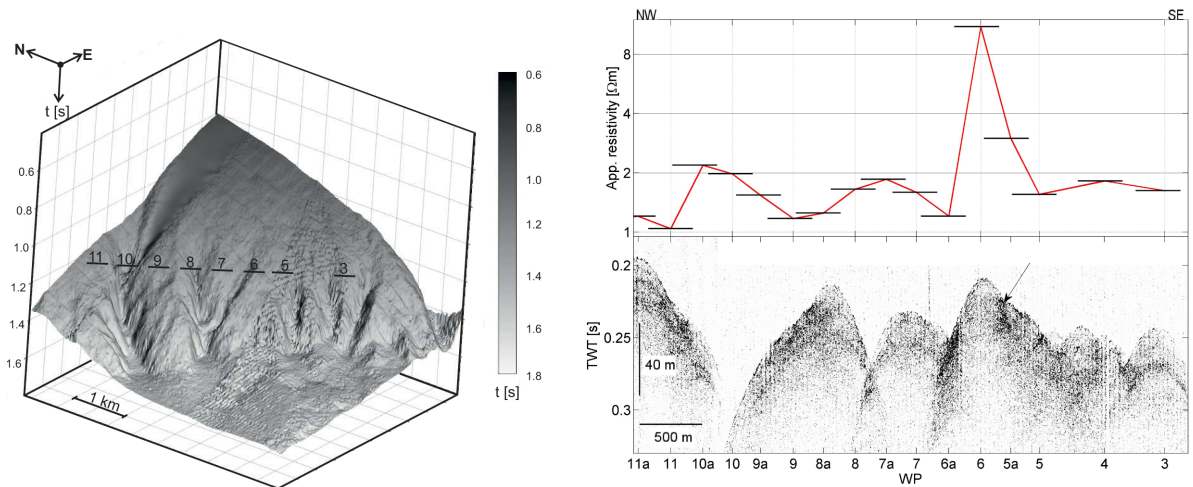 N
E
t [s]
0.6
0.8
1.0
1.2
1.4
1.6
11 10 9 8 7 6 5 3
1 km
0.6
0.8
1.0
1.2
1.4
1.6
1.8
t [s]
NW SE
App. resistivity [Ωm]
8
4
2
1
TWT [s]
0.2
0.25
0.3
40 m
500 m
11a 11 10a 10 9a 9 8a 8 7a 7 6a 6 5a 5 4 3
WP